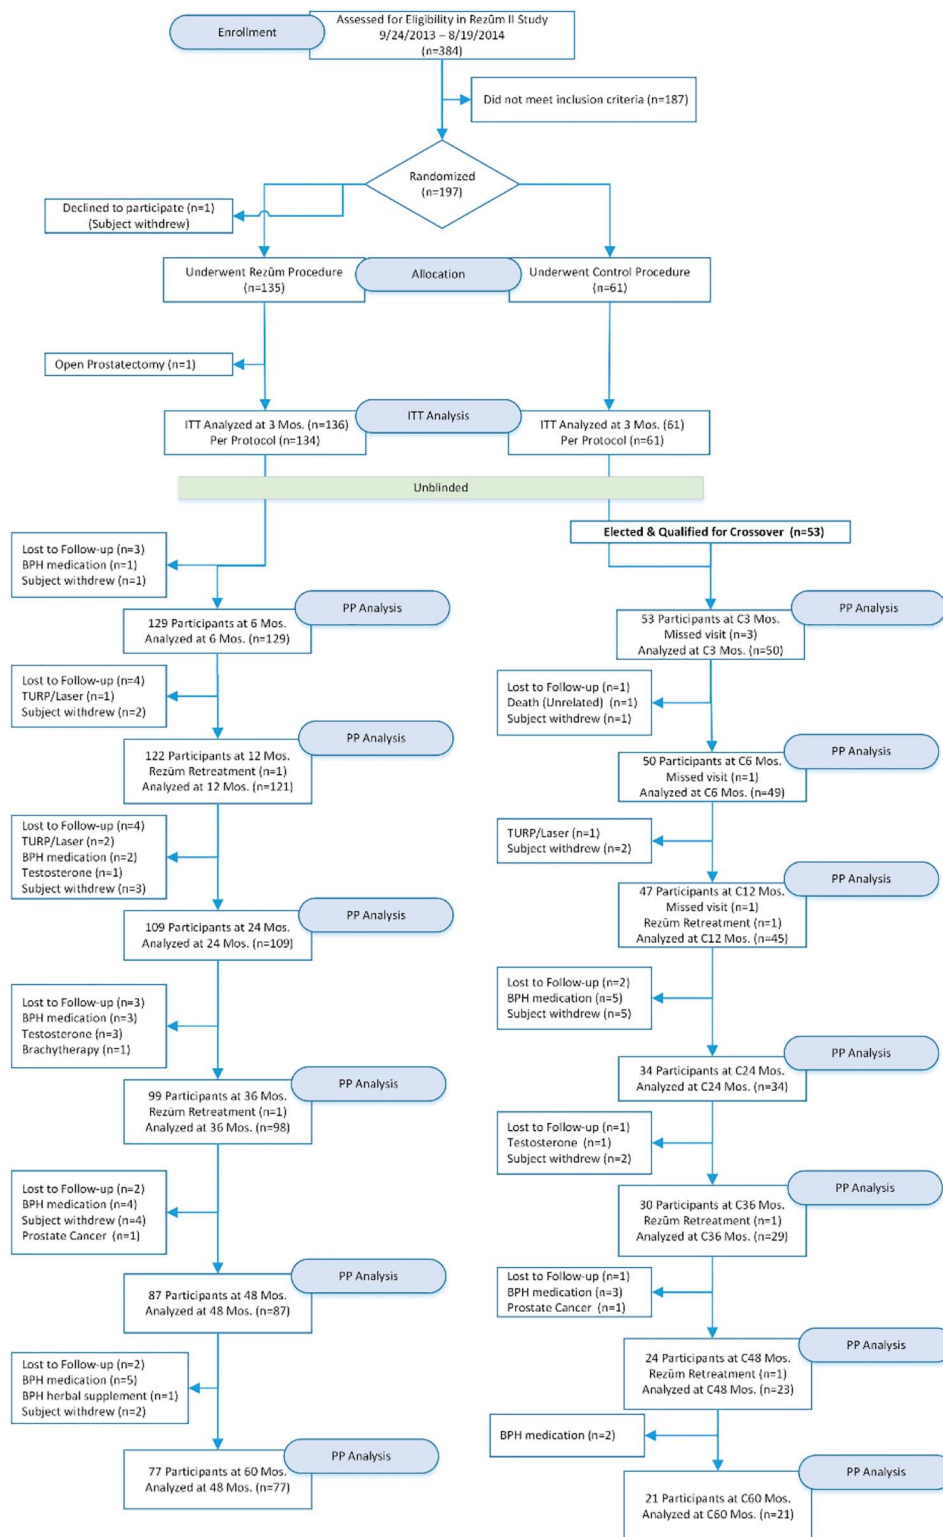 Enrollment
Assessed for Eligibility in Rezūm II Study
9/24/2013 – 8/19/2014
(n=384)
Did not meet inclusion criteria (n=187)
Randomized
(n=197)
Declined to participate (n=1)
(Subject withdrew)
Underwent Rezūm Procedure
(n=135)
Allocation
Underwent Control Procedure
(n=61)
Open Prostatectomy (n=1)
ITT Analysis
ITT Analyzed at 3 Mos. (n=136)
Per Protocol (n=134)
ITT Analyzed at 3 Mos. (61)
Per Protocol (n=61)
Unblinded
Elected & Qualified for Crossover (n=53)
Lost to Follow-up (n=3)
BPH medication (n=1)
Subject withdrew (n=1)
PP Analysis
129 Participants at 6 Mos.
Analyzed at 6 Mos. (n=129)
PP Analysis
53 Participants at C3 Mos.
Missed visit (n=3)
Analyzed at C3 Mos. (n=50)
Lost to Follow-up (n=4)
TURP/Laser (n=1)
Subject withdrew (n=2)
Lost to Follow-up (n=1)
Death (Unrelated) (n=1)
Subject withdrew (n=1)
PP Analysis
122 Participants at 12 Mos.
Rezūm Retreatment (n=1)
Analyzed at 12 Mos. (n=121)
PP Analysis
50 Participants at C6 Mos.
Missed visit (n=1)
Analyzed at C6 Mos. (n=49)
Lost to Follow-up (n=4)
TURP/Laser (n=2)
BPH medication (n=2)
Testosterone (n=1)
Subject withdrew (n=3)
TURP/Laser (n=1)
Subject withdrew (n=2)
PP Analysis
109 Participants at 24 Mos.
Analyzed at 24 Mos. (n=109)
PP Analysis
47 Participants at C12 Mos.
Missed visit (n=1)
Rezūm Retreatment (n=1)
Analyzed at C12 Mos. (n=45)
Lost to Follow-up (n=3)
BPH medication (n=3)
Testosterone (n=3)
Brachytherapy (n=1)
Lost to Follow-up (n=2)
BPH medication (n=5)
Subject withdrew (n=5)
PP Analysis
99 Participants at 36 Mos.
Rezūm Retreatment (n=1)
Analyzed at 36 Mos. (n=98)
PP Analysis
34 Participants at C24 Mos.
Analyzed at C24 Mos. (n=34)
Lost to Follow-up (n=1)
Testosterone (n=1)
Subject withdrew (n=2)
Lost to Follow-up (n=2)
BPH medication (n=4)
Subject withdrew (n=4)
Prostate Cancer (n=1)
PP Analysis
30 Participants at C36 Mos.
Rezūm Retreatment (n=1)
Analyzed at C36 Mos. (n=29)
PP Analysis
87 Participants at 48 Mos.
Analyzed at 48 Mos. (n=87)
Lost to Follow-up (n=1)
BPH medication (n=3)
Prostate Cancer (n=1)
Lost to Follow-up (n=2)
BPH medication (n=5)
BPH herbal supplement (n=1)
Subject withdrew (n=2)
PP Analysis
24 Participants at C48 Mos.
Rezūm Retreatment (n=1)
Analyzed at C48 Mos. (n=23)
PP Analysis
77 Participants at 60 Mos.
Analyzed at 48 Mos. (n=77)
BPH medication (n=2)
PP Analysis
21 Participants at C60 Mos.
Analyzed at C60 Mos. (n=21)